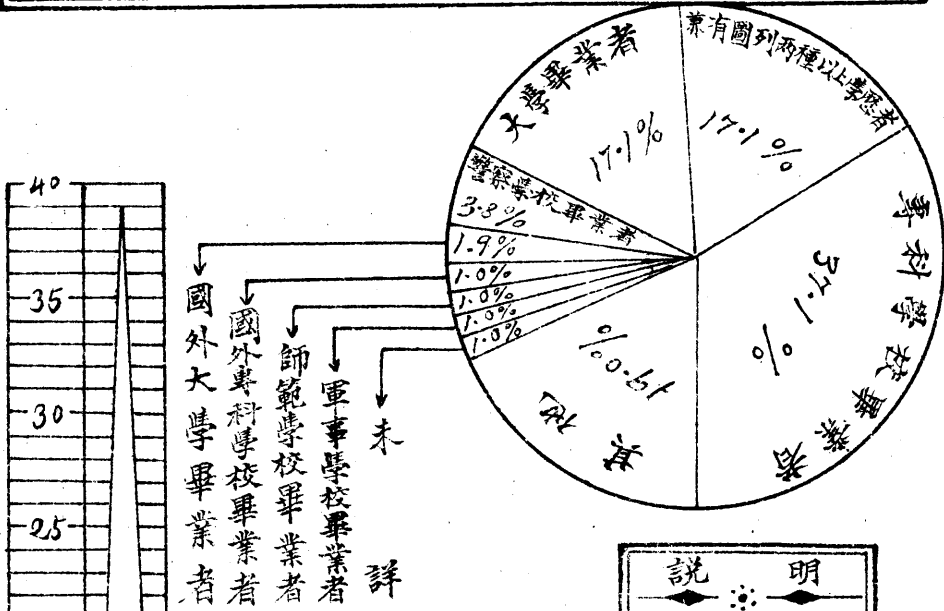 兼有圖列兩種以上學歷者
17.1%
專科學校畢業者
37.1%
其他
19.0%
大學畢業者
17.1%
警察學校畢業者
3.8%
1.9%
1.0%
1.0%
1.0%
1.0%
國外大學畢業者
國外專科學校畢業者
師範學校畢業者
軍事學校畢業者
未詳
40
35
30
25
說明